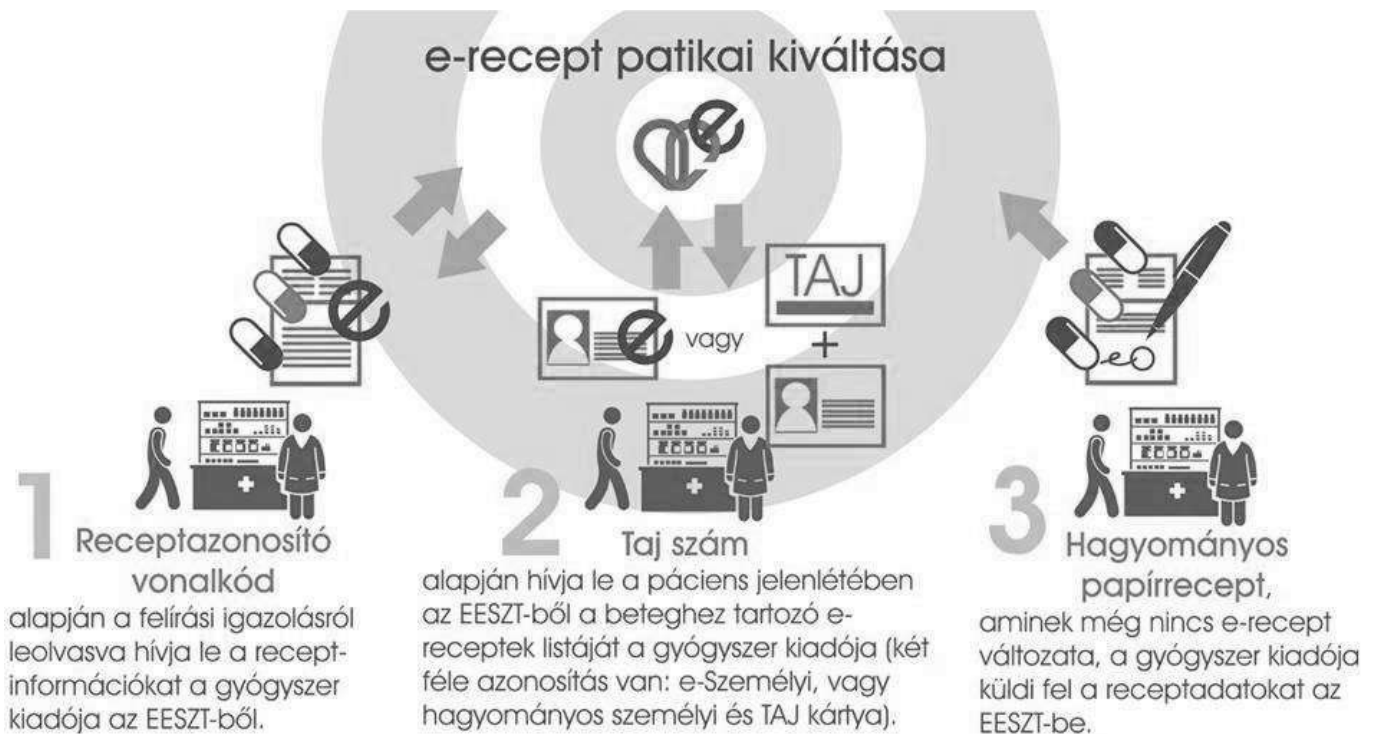 e-recept patikai kiváltása
vagy
TAJ
+
1
Receptazonosító
vonalkód
alapján a felírási igazolásról
leolvasva hívja le a recept-
információkat a gyógyszer
kiadója az EESZT-ből.
2
Taj szám
alapján hívja le a páciens jelenlétében
az EESZT-ből a beteghez tartozó e-
receptek listáját a gyógyszer kiadója (két
féle azonosítás van: e-Személyi, vagy
hagyományos személyi és TAJ kártya).
3
Hagyományos
papírrecept,
aminek még nincs e-recept
változata, a gyógyszer kiadója
küldi fel a receptadatokat az
EESZT-be.